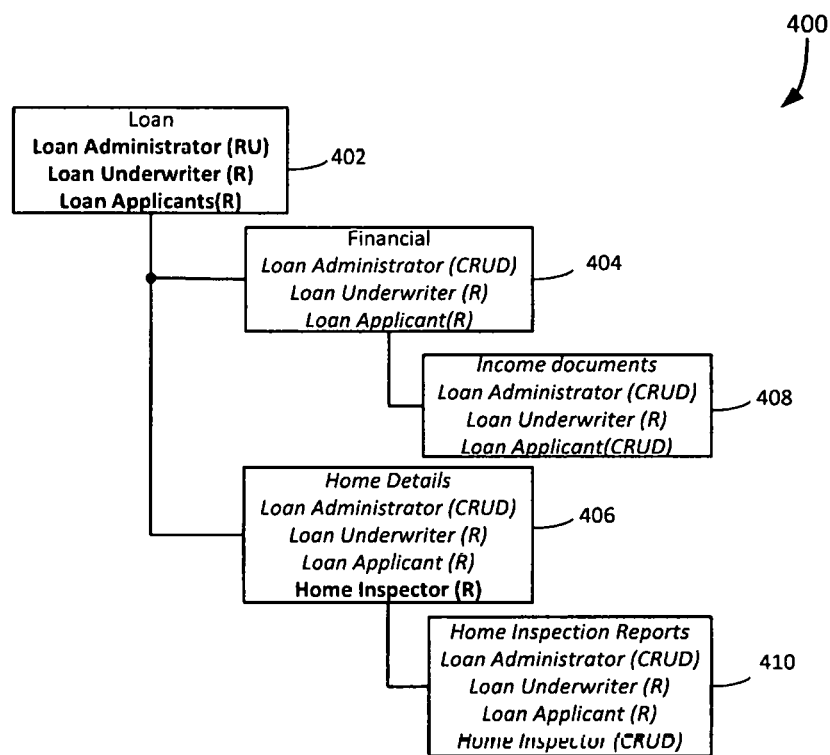 400
Loan
Loan Administrator (RU)
Loan Underwriter (R)
Loan Applicants(R)
402
Financial
Loan Administrator (CRUD)
Loan Underwriter (R)
Loan Applicant(R)
404
Income documents
Loan Administrator (CRUD)
Loan Underwriter (R)
Loan Applicant(CRUD)
408
Home Details
Loan Administrator (CRUD)
Loan Underwriter (R)
Loan Applicant (R)
Home Inspector (R)
406
Home Inspection Reports
Loan Administrator (CRUD)
Loan Underwriter (R)
Loan Applicant (R)
Home Inspector (CRUD)
410